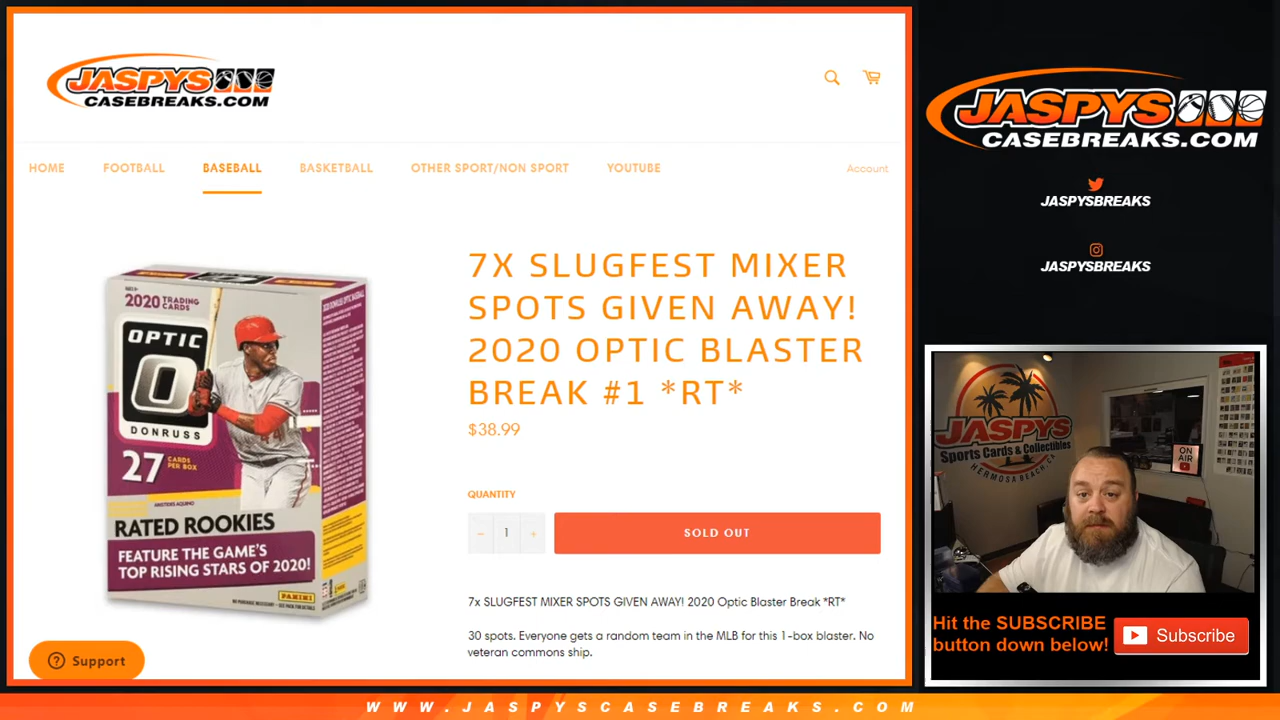 JASPYS
CASEBREAKS.COM
HOME FOOTBALL BASEBALL BASKETBALL OTHER SPORT/NON SPORT YOUTUBE Account
2020 TRADING CARDS
OPTIC
DONRUSS
27 CARDS PER BOX
ARISTIDES AQUINO
RATED ROOKIES
FEATURE THE GAME'S
TOP RISING STARS OF 2020!
PANINI
7X SLUGFEST MIXER
SPOTS GIVEN AWAY!
2020 OPTIC BLASTER
BREAK #1 *RT*
$38.99
QUANTITY
− 1 + SOLD OUT
7x SLUGFEST MIXER SPOTS GIVEN AWAY! 2020 Optic Blaster Break *RT*
30 spots. Everyone gets a random team in the MLB for this 1-box blaster. No
veteran commons ship.
Support
JASPYS
CASEBREAKS.COM
JASPYSBREAKS
JASPYSBREAKS
JASPYS
Sports Cards & Collectibles
HERMOSA BEACH, CA
ON
AIR
Hit the SUBSCRIBE
button down below!
Subscribe
WWW.JASPYSCASEBREAKS.COM